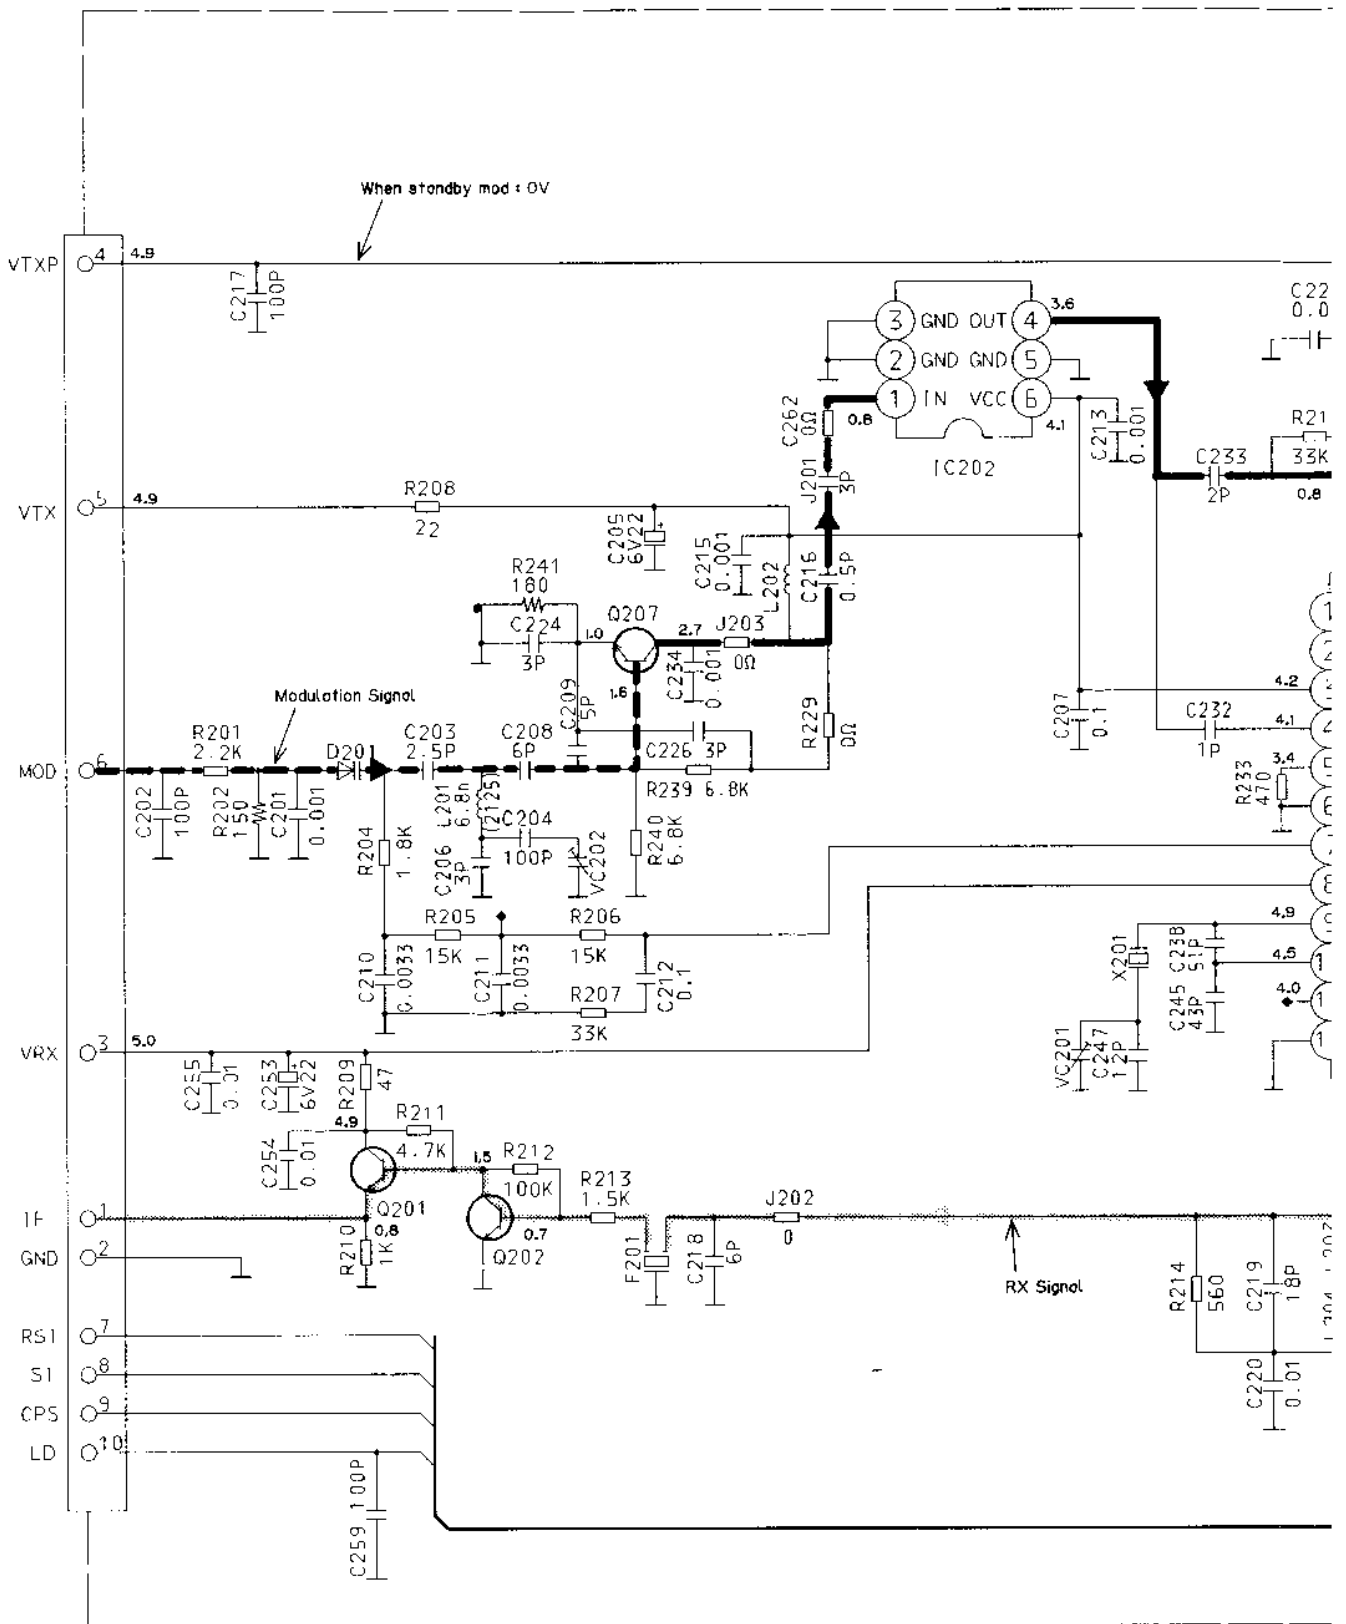 When standby mod : 0V
VTXP
4
4.9
C217
100P
3
GND
OUT
4
3.6
2
GND
GND
5
1
IN
VCC
6
4.1
0.8
IC202
C262
0Ω
J201
3P
C213
0.001
C22
0.0
R21
33K
C233
2P
0.8
VTX
5
4.9
R208
22
C205
6V22
+
C215
0.001
L202
C216
0.5P
R241
180
C224
3P
1.0
Q207
2.7
J203
0Ω
C234
0.001
1.6
C209
5P
Modulation Signal
MOD
6
R201
2.2K
D201
C203
2.5P
C208
6P
C226
3P
R229
0Ω
R239
6.8K
C207
0.1
4.2
C232
1P
4.1
3.4
R233
470
C202
100P
R202
150
C201
0.001
R204
1.8K
L201
6.8n
(2125)
C204
100P
C206
3P
VC202
R240
6.8K
R205
15K
R206
15K
R207
33K
C210
0.0033
C211
0.0033
C212
0.1
8
4.9
4.5
4.0
X201
C238
51P
C245
43P
VC201
C247
12P
VRX
3
5.0
C255
0.01
C253
6V22
+
R209
47
4.9
R211
4.7K
C254
0.01
Q201
1.5
R212
100K
R213
1.5K
J202
0
IF
1
0.8
R210
1K
Q202
0.7
F201
C218
6P
RX Signal
R214
560
C219
18P
C220
0.01
GND
2
RS1
7
S1
8
CPS
9
LD
10
C259
100P